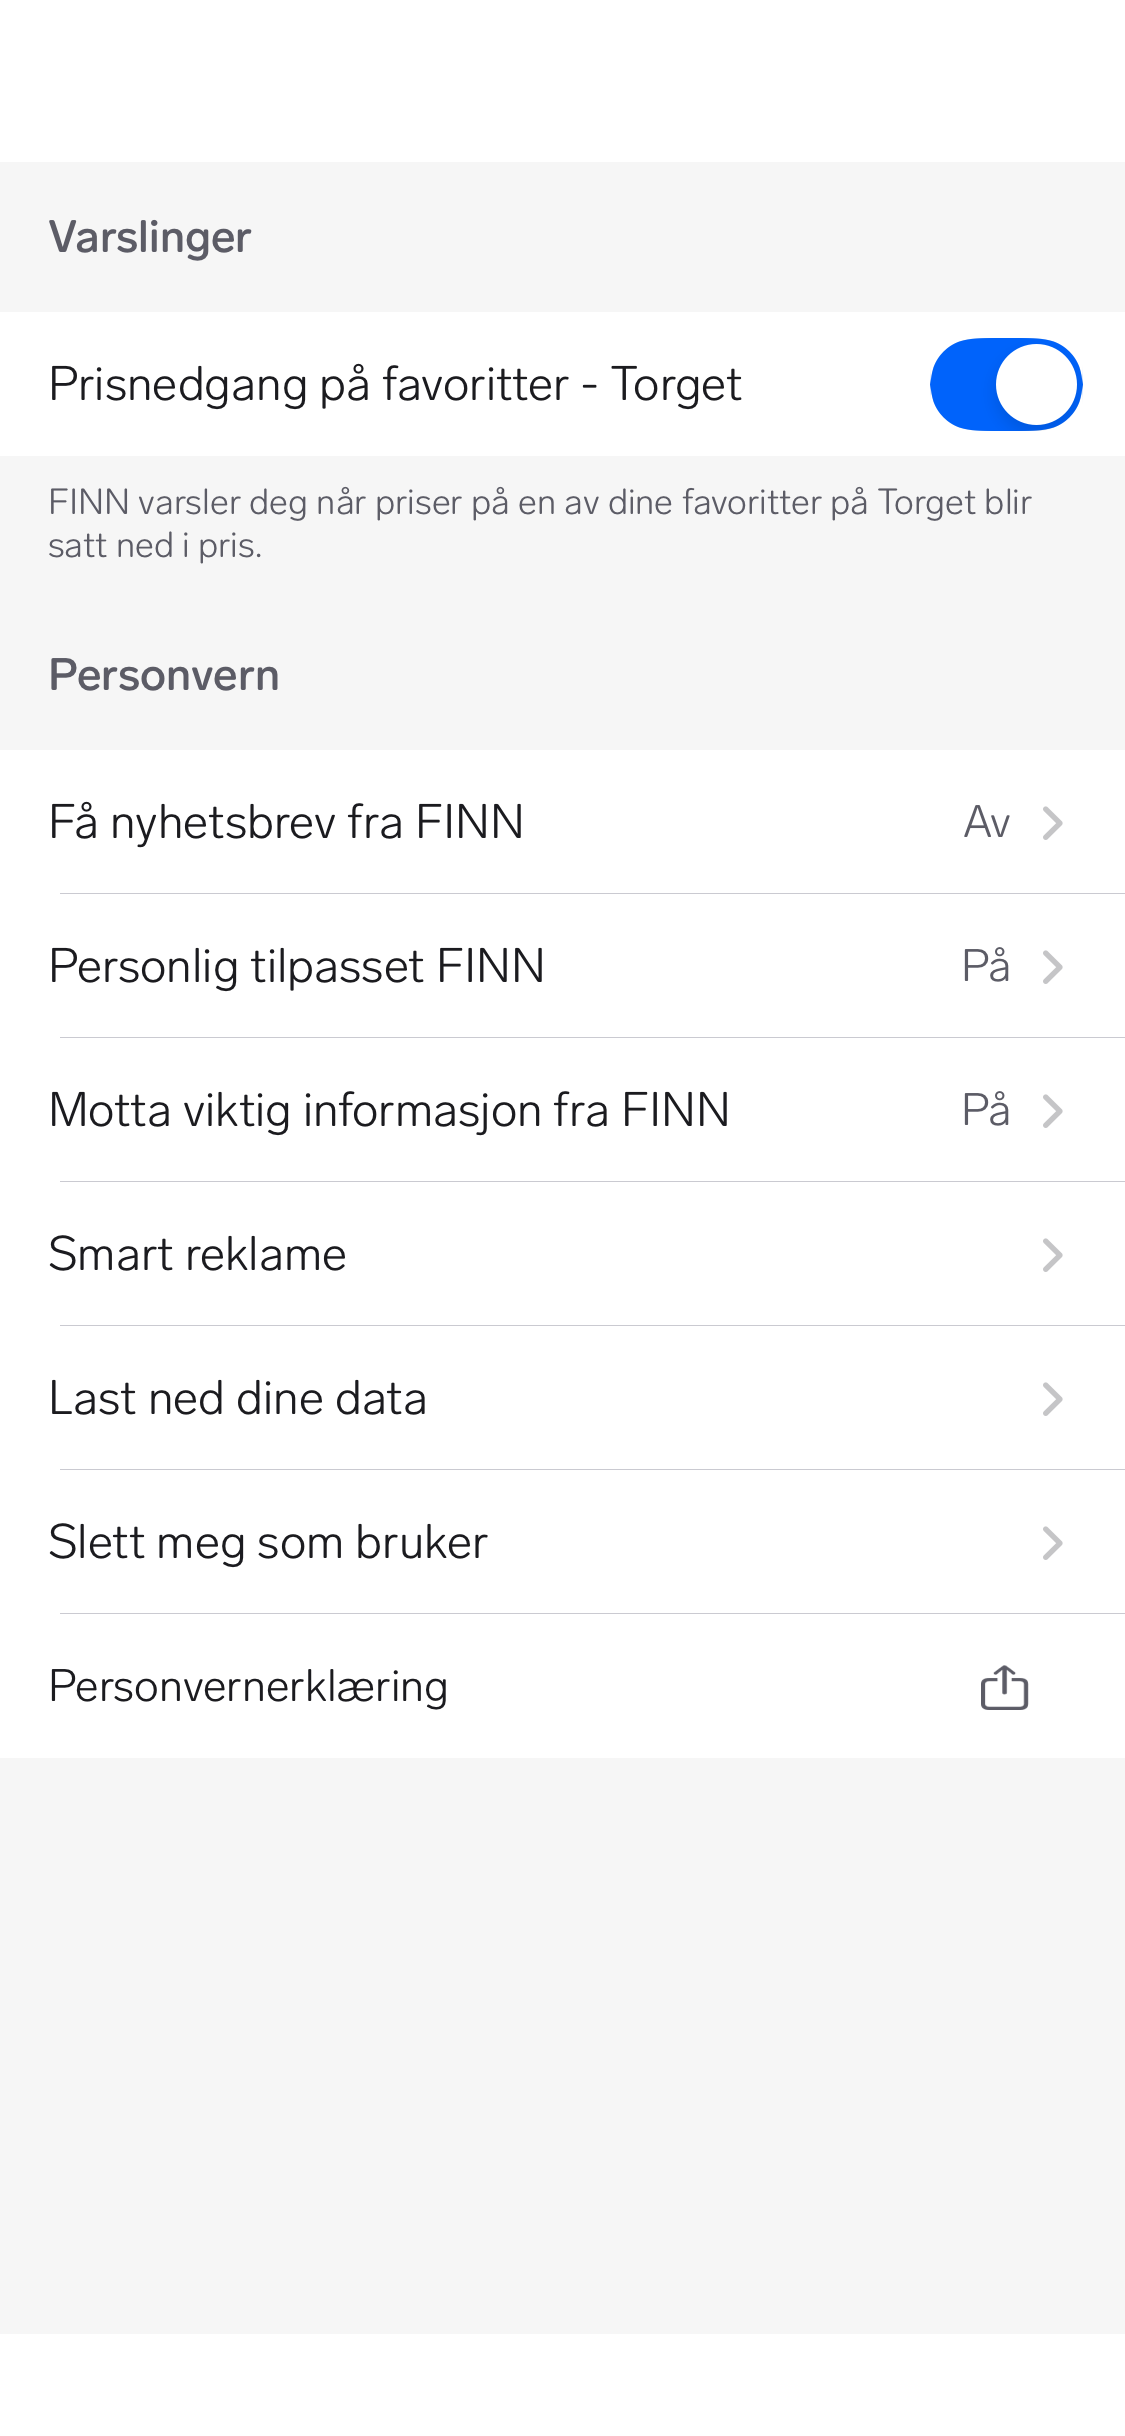 Varslinger
Prisnedgang på favoritter - Torget
FINN varsler deg når priser på en av dine favoritter på Torget blir
satt ned i pris.
Personvern
Få nyhetsbrev fra FINN Av
Personlig tilpasset FINN På
Motta viktig informasjon fra FINN På
Smart reklame
Last ned dine data
Slett meg som bruker
Personvernerklæring